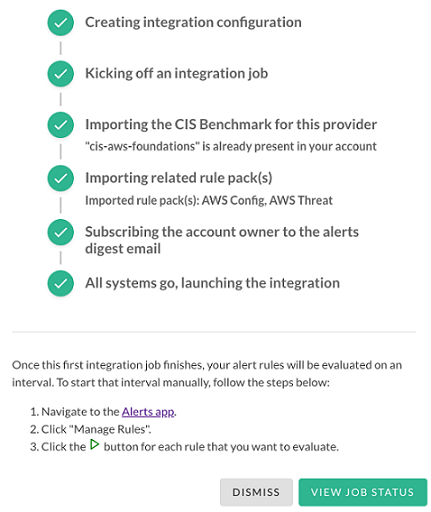 Creating integration configuration
Kicking off an integration job
Importing the CIS Benchmark for this provider
"cis-aws-foundations" is already present in your account
Importing related rule pack(s)
Imported rule pack(s): AWS Config, AWS Threat
Subscribing the account owner to the alerts
digest email
All systems go, launching the integration
Once this first integration job finishes, your alert rules will be evaluated on an
interval. To start that interval manually, follow the steps below:
1. Navigate to the Alerts app.
2. Click "Manage Rules".
3. Click the button for each rule that you want to evaluate.
DISMISS
VIEW JOB STATUS